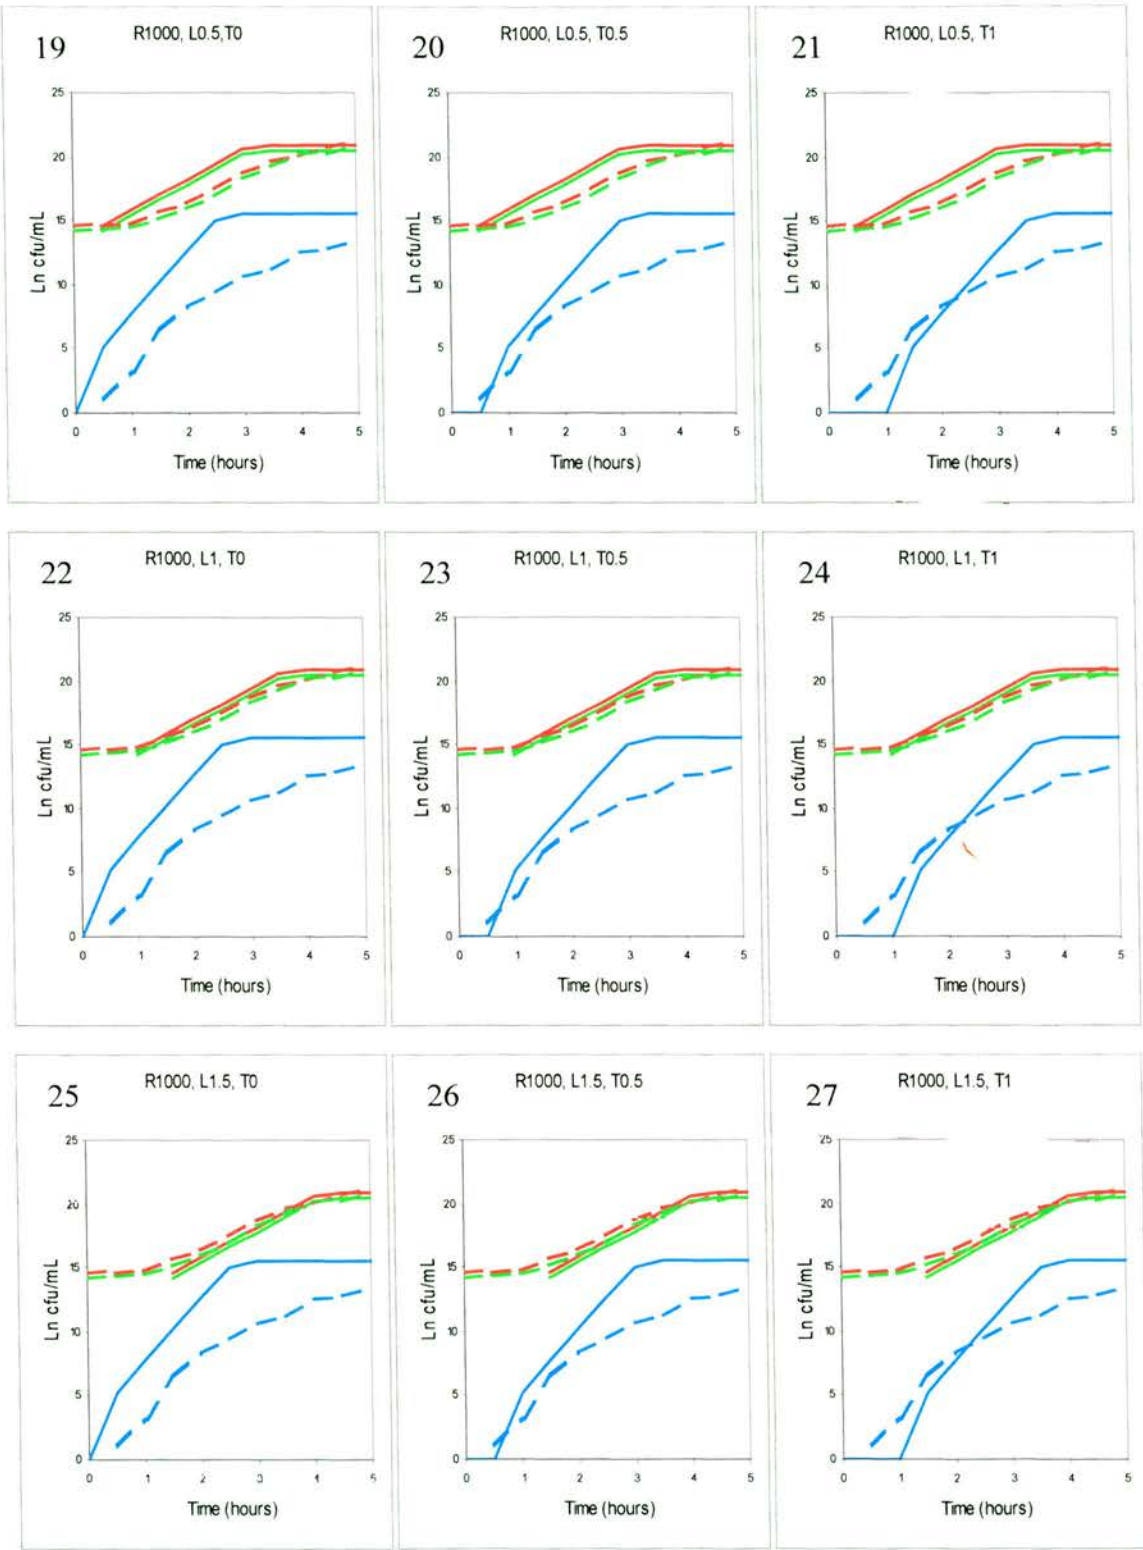 19
R1000, L0.5,T0
25
20
15
10
5
0
Ln cfu/mL
0 1 2 3 4 5
Time (hours)
20
R1000, L0.5, T0.5
25
20
15
10
5
0
Ln cfu/mL
0 1 2 3 4 5
Time (hours)
21
R1000, L0.5, T1
25
20
15
10
5
0
Ln cfu/mL
0 1 2 3 4 5
Time (hours)
22
R1000, L1, T0
25
20
15
10
5
0
Ln cfu/mL
0 1 2 3 4 5
Time (hours)
23
R1000, L1, T0.5
25
20
15
10
5
0
Ln cfu/mL
0 1 2 3 4 5
Time (hours)
24
R1000, L1, T1
25
20
15
10
5
0
Ln cfu/mL
0 1 2 3 4 5
Time (hours)
25
R1000, L1.5, T0
25
20
15
10
5
0
Ln cfu/mL
0 1 2 3 4 5
Time (hours)
26
R1000, L1.5, T0.5
25
20
15
10
5
0
Ln cfu/mL
0 1 2 3 4 5
Time (hours)
27
R1000, L1.5, T1
25
20
15
10
5
0
Ln cfu/mL
0 1 2 3 4 5
Time (hours)